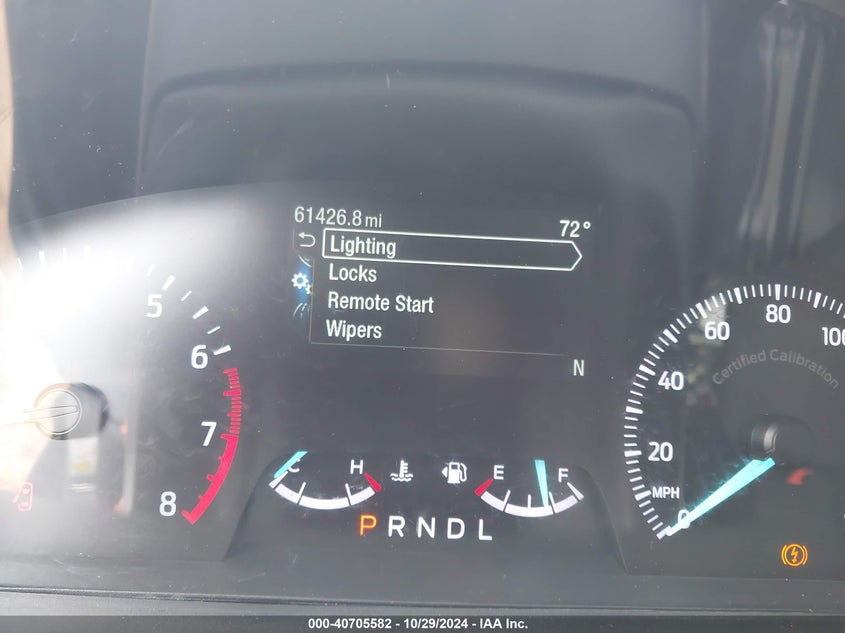 61426.8 mi 72°
Lighting
Locks
Remote Start
Wipers
N
5
6
7
8
C H
E F
P R N D L
0
20
40
60
80
100
Certified Calibration
MPH
000-40705582 / 10/29/2024 - IAA Inc.